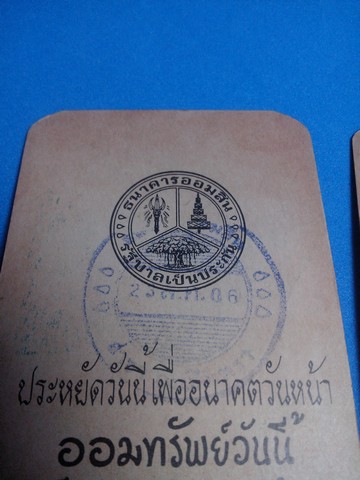 ธนาคารออมสิน
รัฐบาลเป็นประกัน
ประหยัดวันนี้เพื่ออนาคตวันหน้า
ออมทรัพย์วันนี้